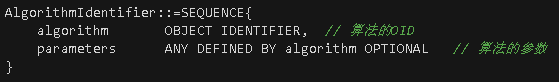 AlgorithmIdentifier::=SEQUENCE{
    algorithm       OBJECT IDENTIFIER,  // 算法的OID
    parameters      ANY DEFINED BY algorithm OPTIONAL   // 算法的参数
}